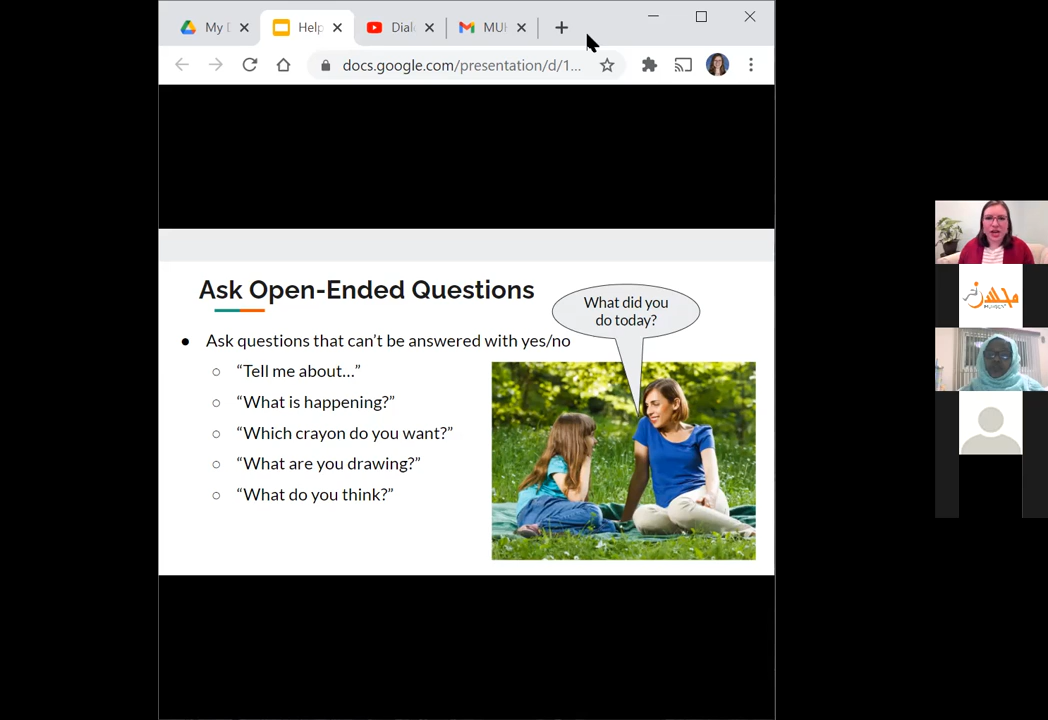 My D
Help
Dial
MUH
docs.google.com/presentation/d/1...
Ask Open-Ended Questions
What did you
do today?
● Ask questions that can't be answered with yes/no
○ “Tell me about...”
○ “What is happening?”
○ “Which crayon do you want?”
○ “What are you drawing?”
○ “What do you think?”